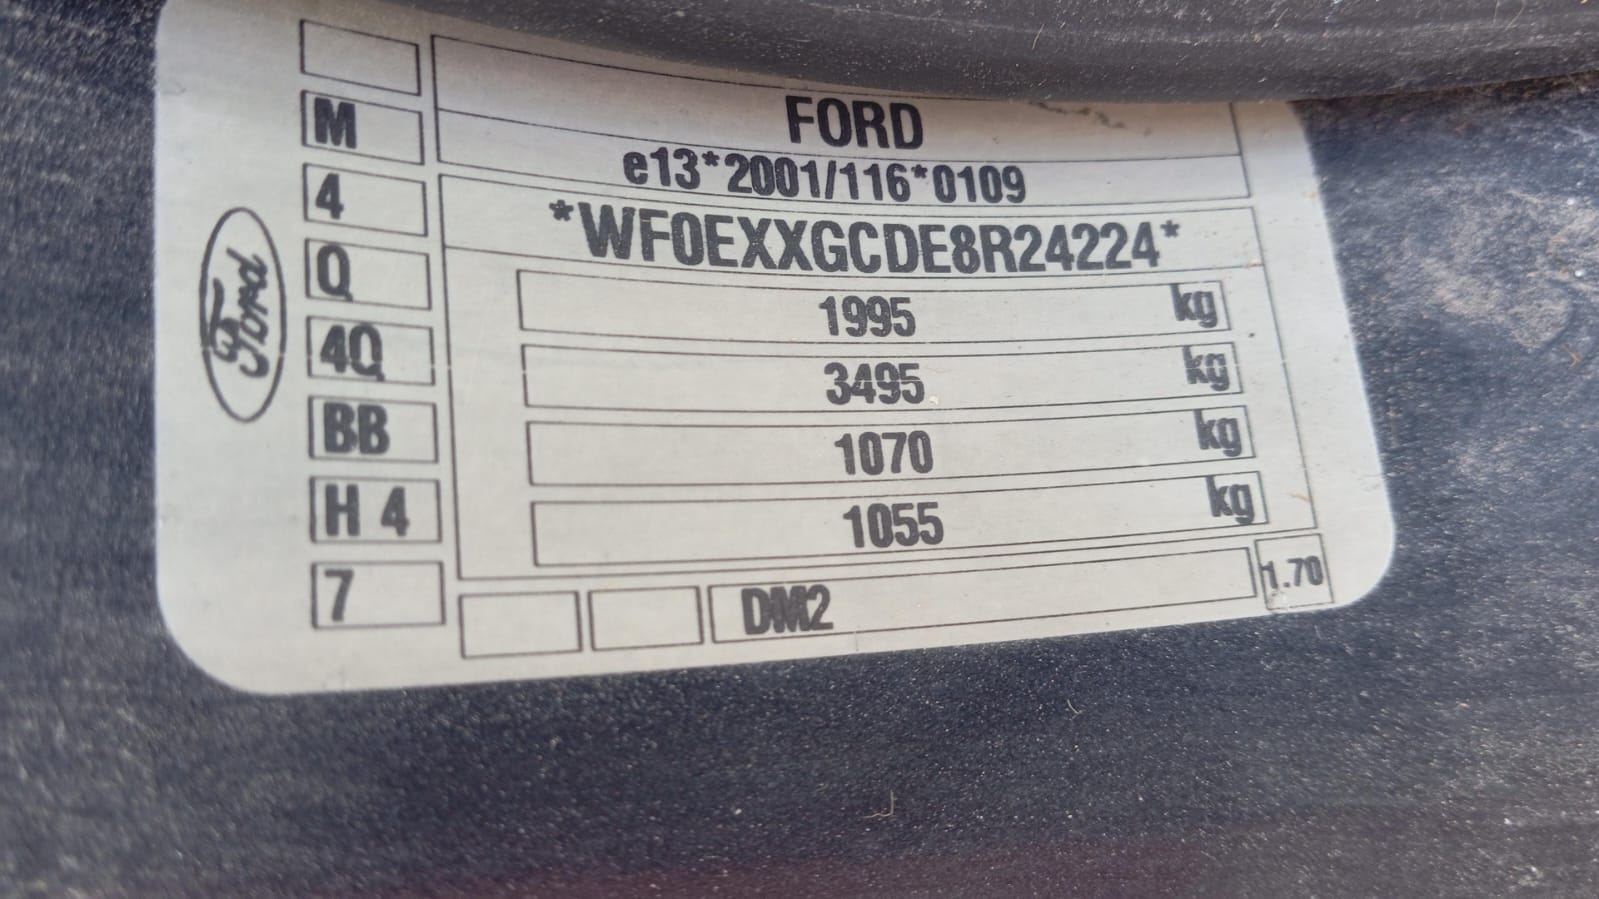 FORD
M
e13*2001/116*0109
4
*WF0EXXGCDE8R24224*
Q
1995 kg
4Q
3495 kg
BB
1070 kg
H 4
1055 kg
7
DM2
1.70
Ford